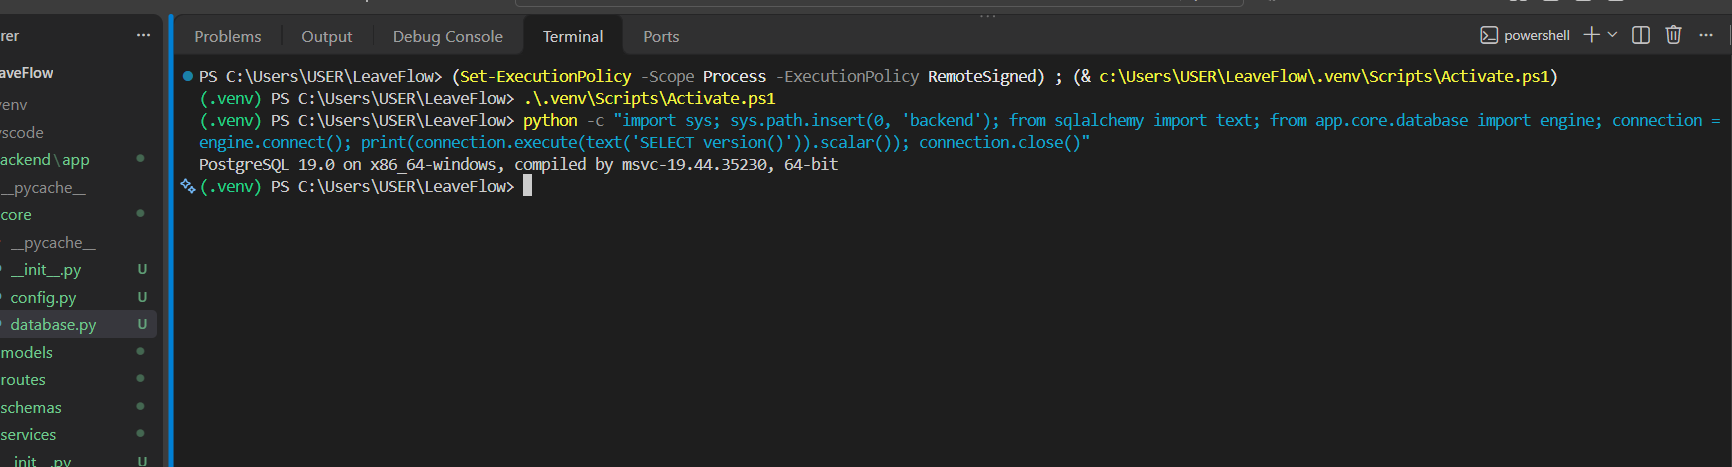 Problems Output Debug Console Terminal Ports powershell
rer
aveFlow
venv
yscode
ackend\app
__pycache__
core
__pycache__
__init__.py U
config.py U
database.py U
models
routes
schemas
services
init__.py U
PS C:\Users\USER\LeaveFlow> (Set-ExecutionPolicy -Scope Process -ExecutionPolicy RemoteSigned) ; (& c:\Users\USER\LeaveFlow\.venv\Scripts\Activate.ps1)
(.venv) PS C:\Users\USER\LeaveFlow> .\.venv\Scripts\Activate.ps1
(.venv) PS C:\Users\USER\LeaveFlow> python -c "import sys; sys.path.insert(0, 'backend'); from sqlalchemy import text; from app.core.database import engine; connection =
engine.connect(); print(connection.execute(text('SELECT version()')).scalar()); connection.close()"
PostgreSQL 19.0 on x86_64-windows, compiled by msvc-19.44.35230, 64-bit
(.venv) PS C:\Users\USER\LeaveFlow>